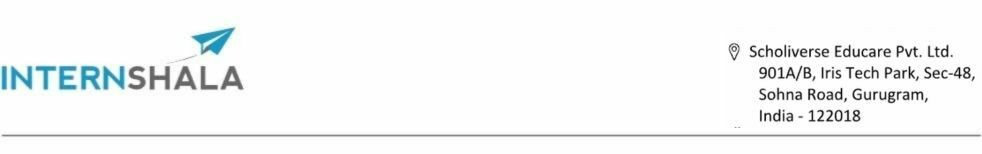 INTERNSHALA
Scholiverse Educare Pvt. Ltd.
901A/B, Iris Tech Park, Sec-48,
Sohna Road, Gurugram,
India - 122018